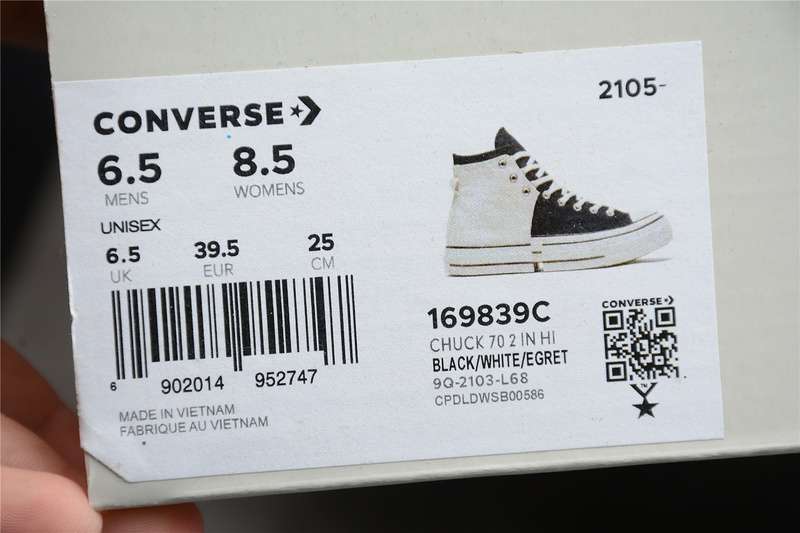 CONVERSE
2105-
6.5 8.5
MENS WOMENS
UNISEX
6.5 39.5 25
UK EUR CM
6 902014 952747
MADE IN VIETNAM
FABRIQUE AU VIETNAM
169839C
CHUCK 70 2 IN HI
BLACK/WHITE/EGRET
9Q-2103-L68
CPDLDWSB00586
CONVERSE
TM